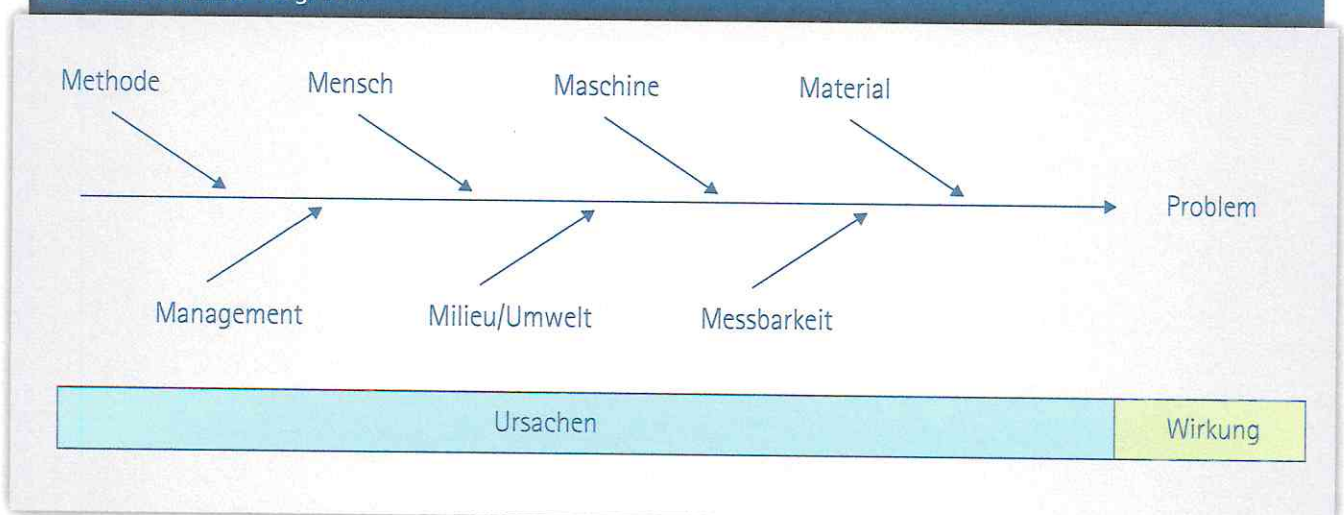 Methode
Mensch
Maschine
Material
Problem
Management
Milieu/Umwelt
Messbarkeit
Ursachen
Wirkung